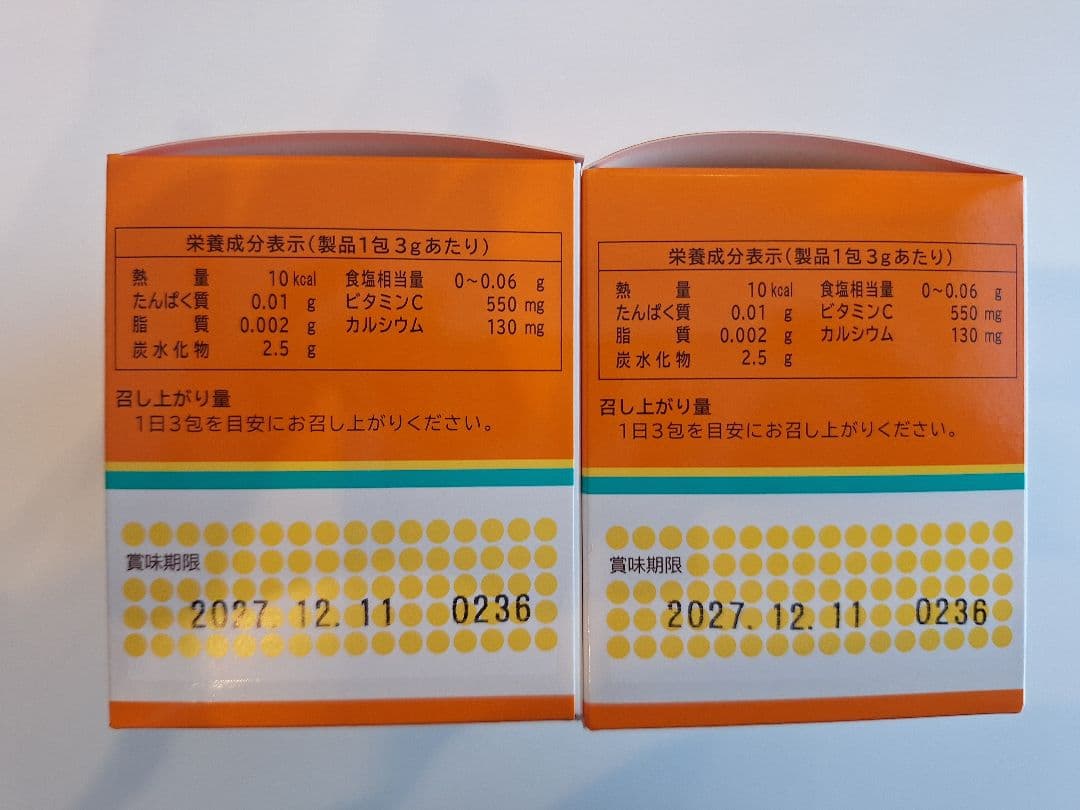 栄養成分表示(製品1包3gあたり)
熱量 10kcal 食塩相当量 0〜0.06 g
たんぱく質 0.01 g ビタミンC 550 mg
脂質 0.002 g カルシウム 130 mg
炭水化物 2.5 g
召し上がり量
1日3包を目安にお召し上がりください。
賞味期限
2027.12.11 0236
栄養成分表示(製品1包3gあたり)
熱量 10kcal 食塩相当量 0〜0.06 g
たんぱく質 0.01 g ビタミンC 550 mg
脂質 0.002 g カルシウム 130 mg
炭水化物 2.5 g
召し上がり量
1日3包を目安にお召し上がりください。
賞味期限
2027.12.11 0236